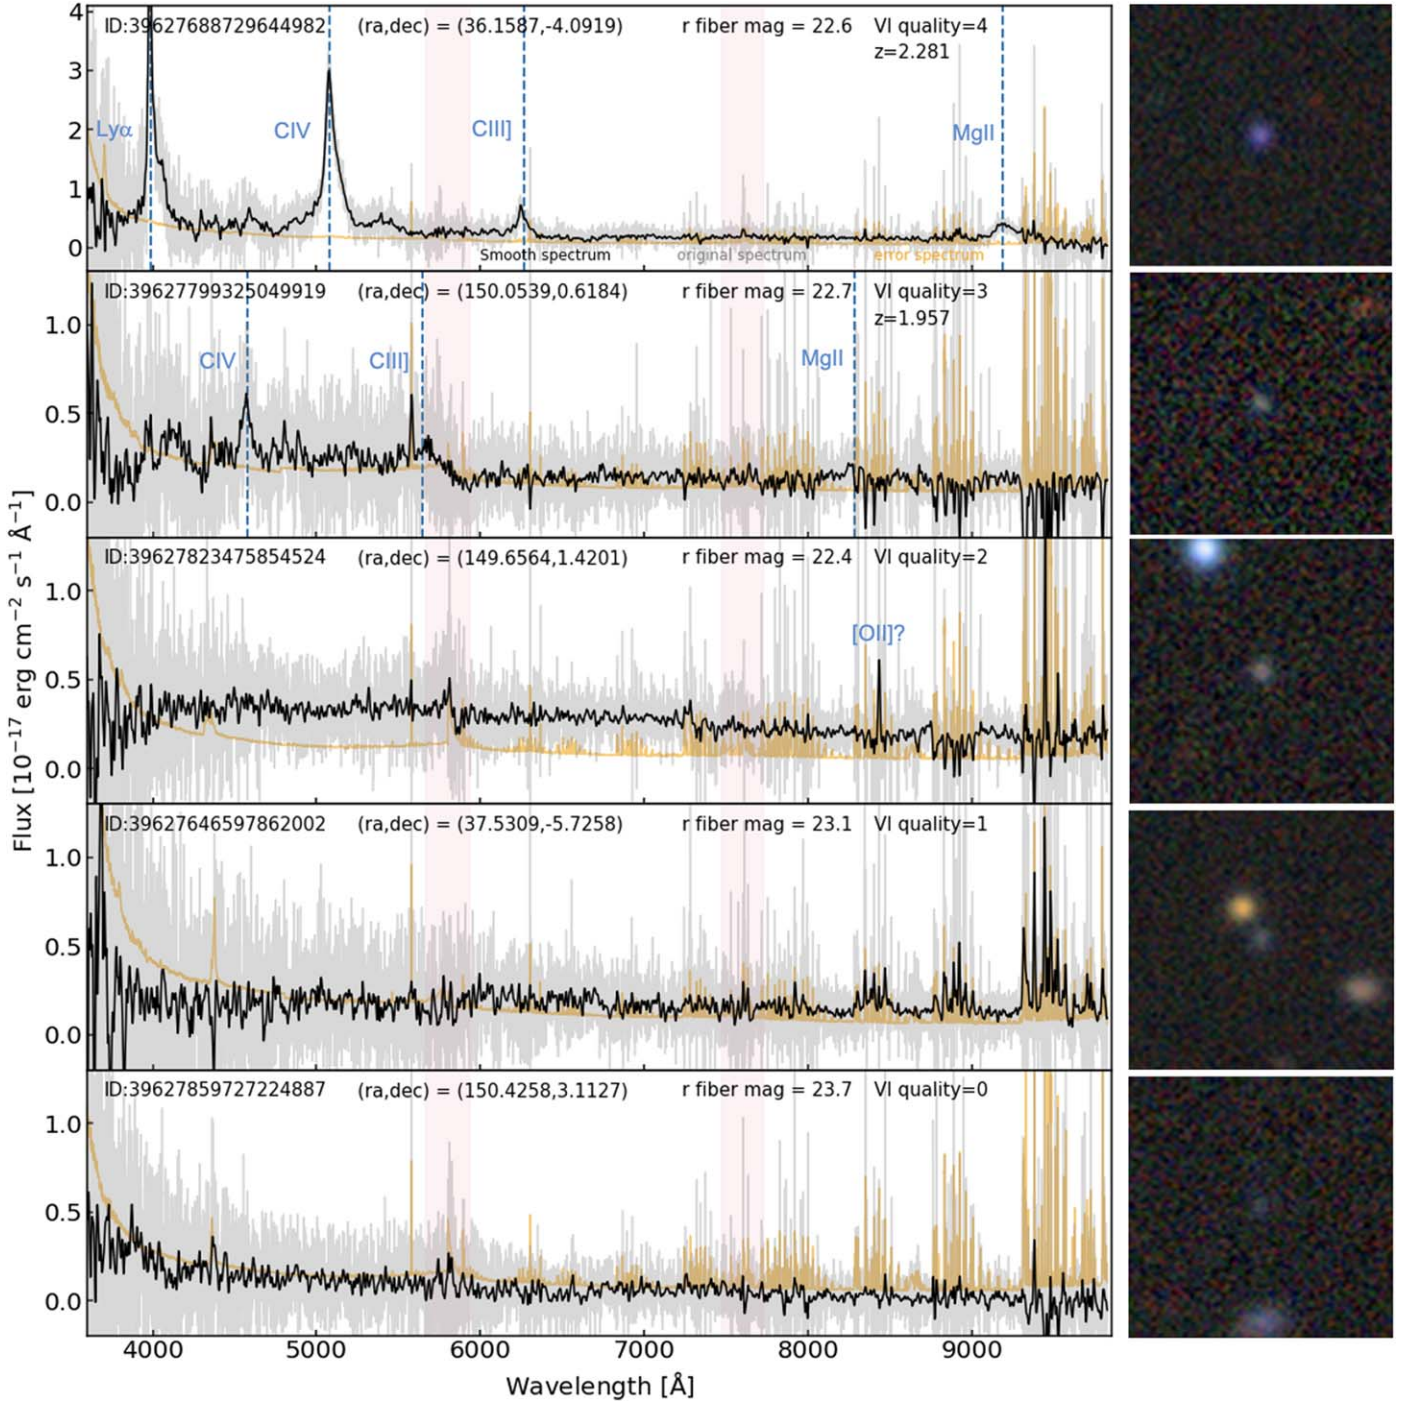 ID:39627688729644982 (ra,dec) = (36.1587,-4.0919) r fiber mag = 22.6 VI quality=4
z=2.281
Lyα CIV CIII] MgII
4
3
2
1
0
Smooth spectrum original spectrum error spectrum
ID:39627799325049919 (ra,dec) = (150.0539,0.6184) r fiber mag = 22.7 VI quality=3
z=1.957
CIV CIII] MgII
1.0
0.5
0.0
ID:39627823475854524 (ra,dec) = (149.6564,1.4201) r fiber mag = 22.4 VI quality=2
[OII]?
1.0
0.5
0.0
ID:39627646597862002 (ra,dec) = (37.5309,-5.7258) r fiber mag = 23.1 VI quality=1
1.0
0.5
0.0
ID:39627859727224887 (ra,dec) = (150.4258,3.1127) r fiber mag = 23.7 VI quality=0
1.0
0.5
0.0
4000 5000 6000 7000 8000 9000
Wavelength [Å]
Flux [10⁻¹⁷ erg cm⁻² s⁻¹ Å⁻¹]